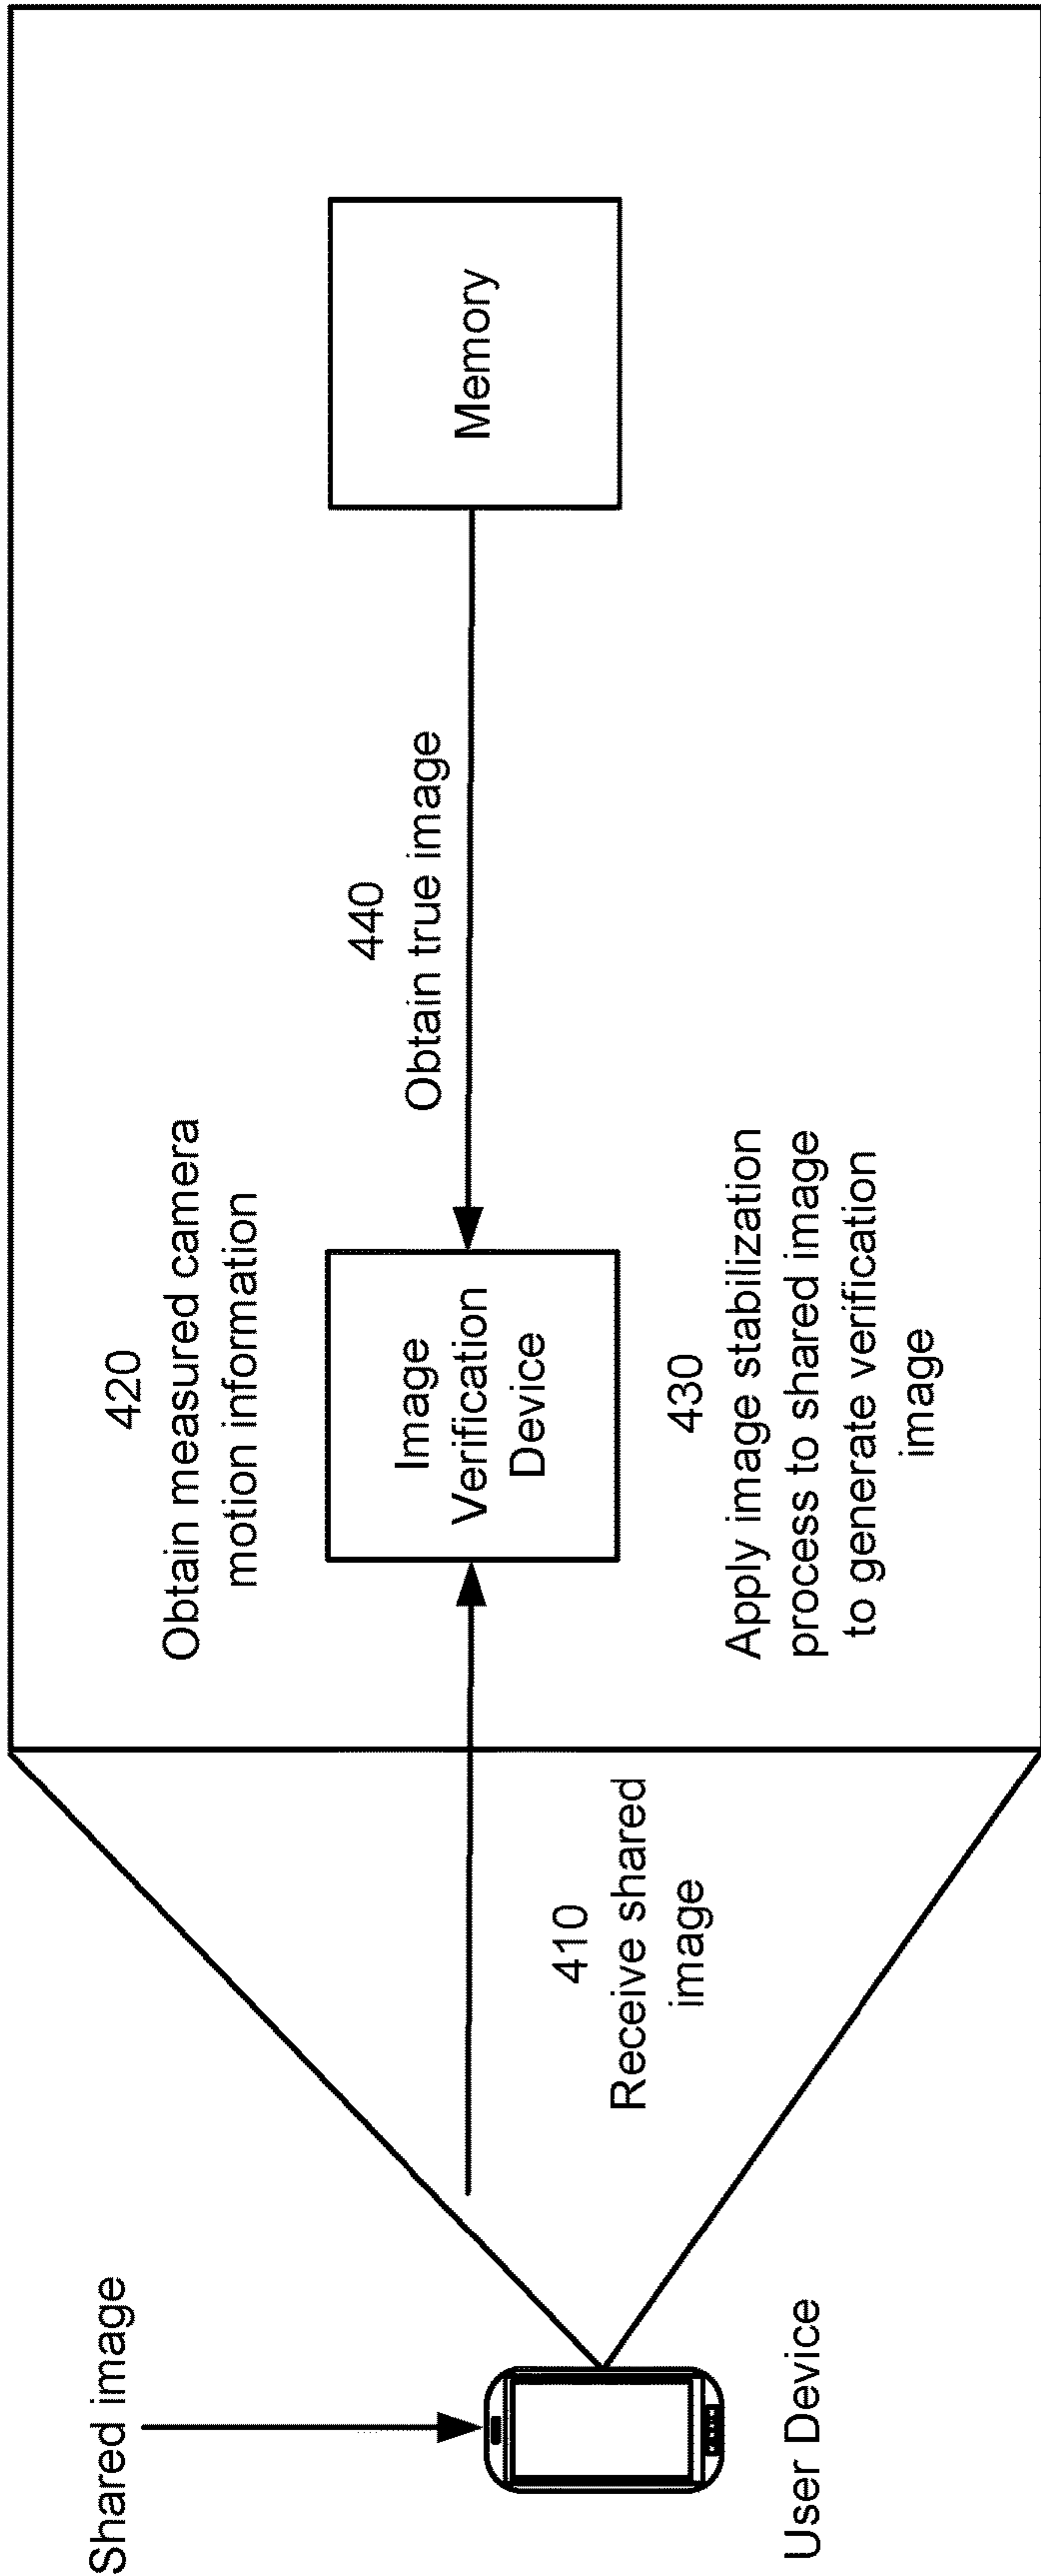 Shared image
User Device
410
Receive shared
image
420
Obtain measured camera
motion information
Image
Verification
Device
430
Apply image stabilization
process to shared image
to generate verification
image
440
Obtain true image
Memory